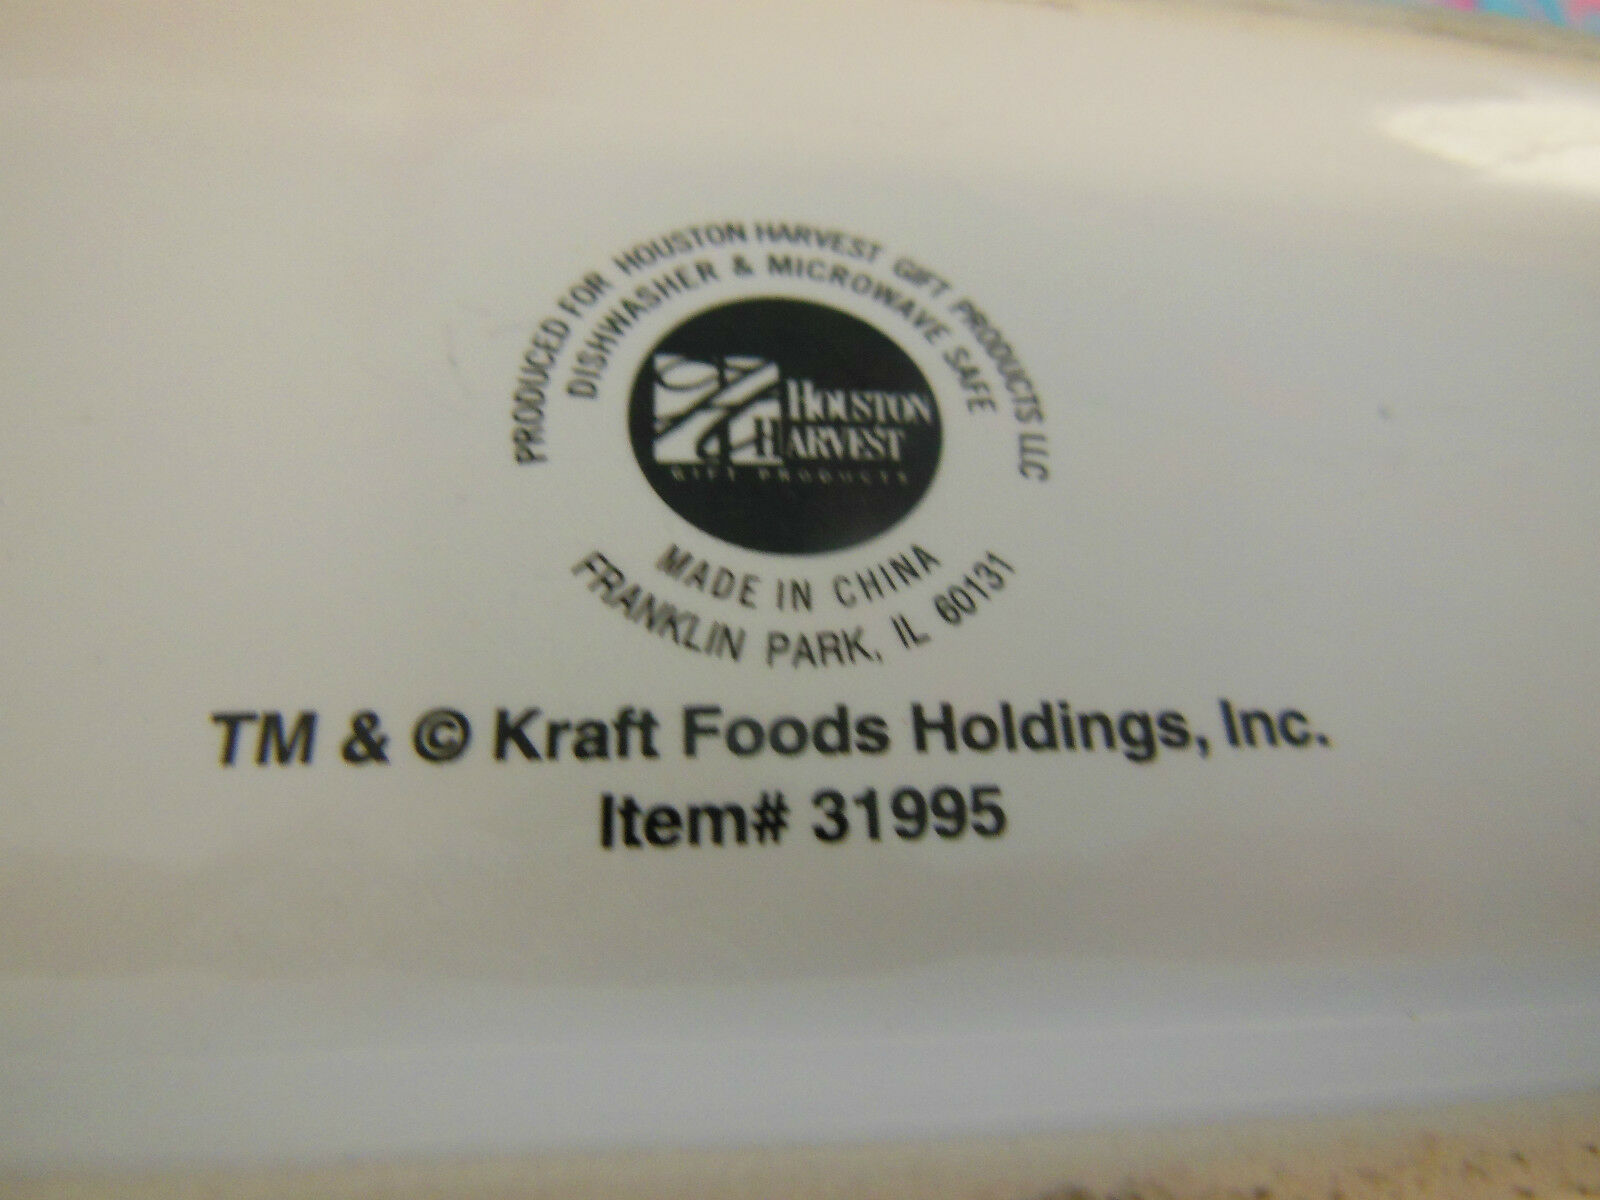 PRODUCED FOR HOUSTON HARVEST GIFT PRODUCTS LLC
DISHWASHER & MICROWAVE SAFE
HOUSTON
HARVEST
GIFT PRODUCTS
MADE IN CHINA
FRANKLIN PARK, IL 60131
TM & © Kraft Foods Holdings, Inc.
Item# 31995